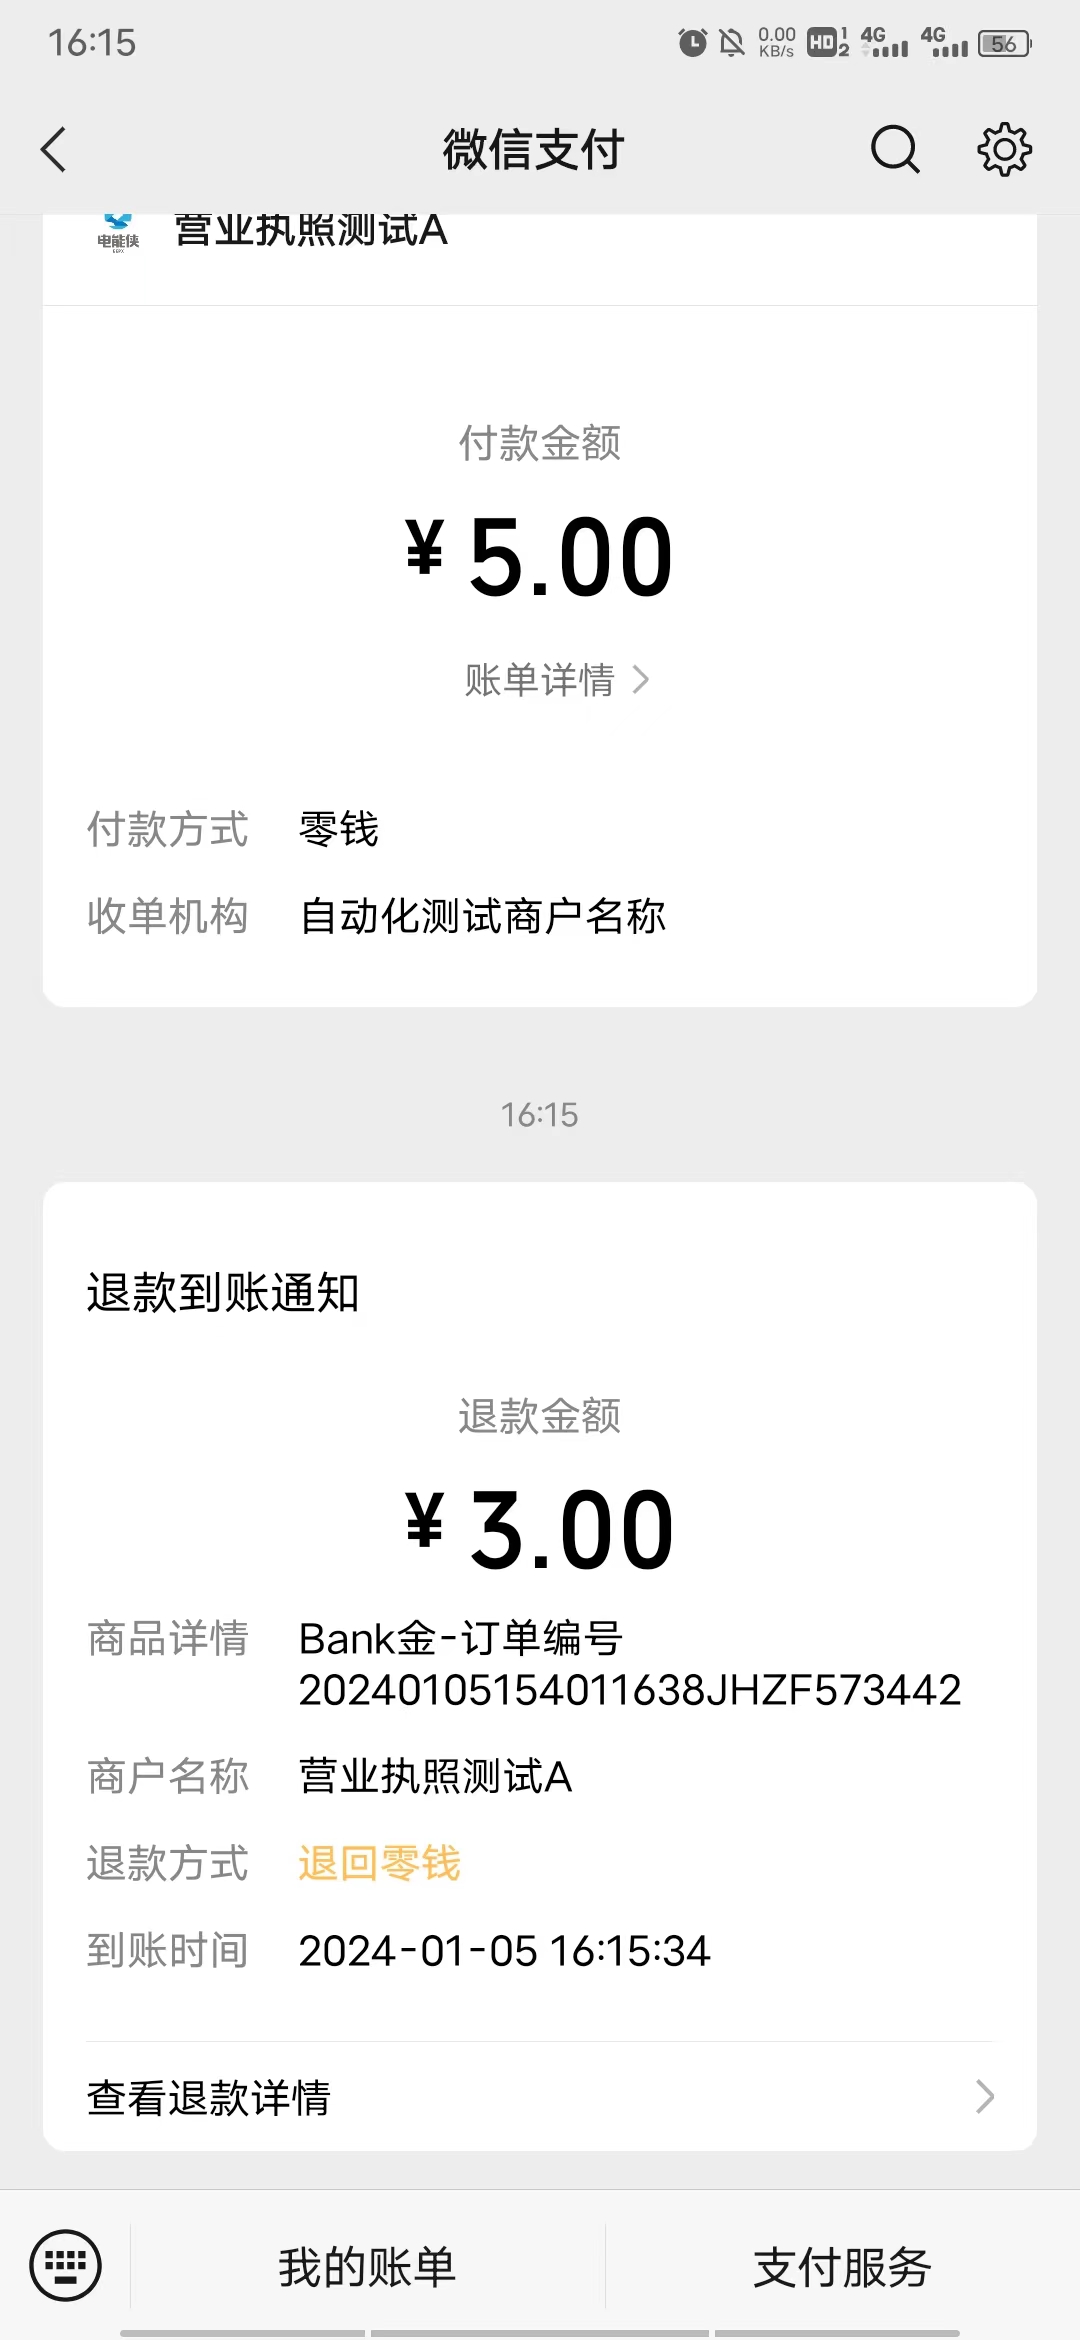 16:15
0.00
KB/s
HD 1
2
4G
4G
56
微信支付
电能侠
营业执照测试A
付款金额
¥ 5.00
账单详情
付款方式 零钱
收单机构 自动化测试商户名称
16:15
退款到账通知
退款金额
¥ 3.00
商品详情 Bank金-订单编号
20240105154011638JHZF573442
商户名称 营业执照测试A
退款方式 退回零钱
到账时间 2024-01-05 16:15:34
查看退款详情
我的账单
支付服务